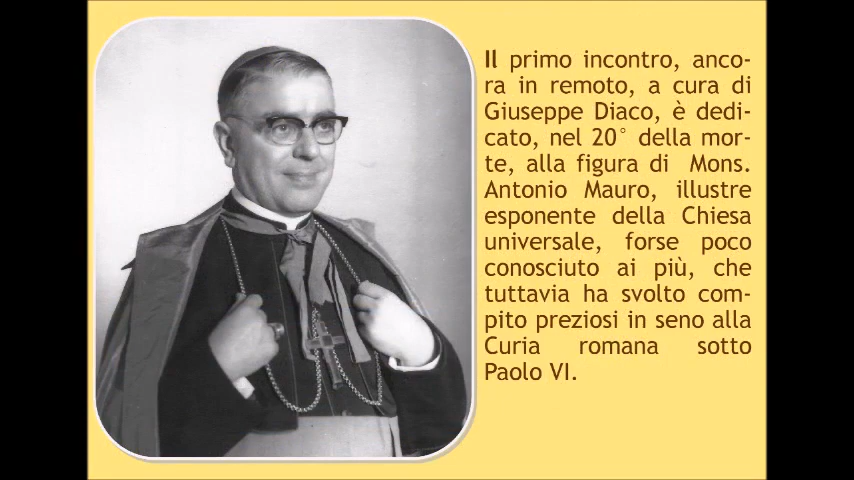 Il primo incontro, anco-
ra in remoto, a cura di
Giuseppe Diaco, è dedi-
cato, nel 20° della mor-
te, alla figura di Mons.
Antonio Mauro, illustre
esponente della Chiesa
universale, forse poco
conosciuto ai più, che
tuttavia ha svolto com-
pito preziosi in seno alla
Curia romana sotto
Paolo VI.